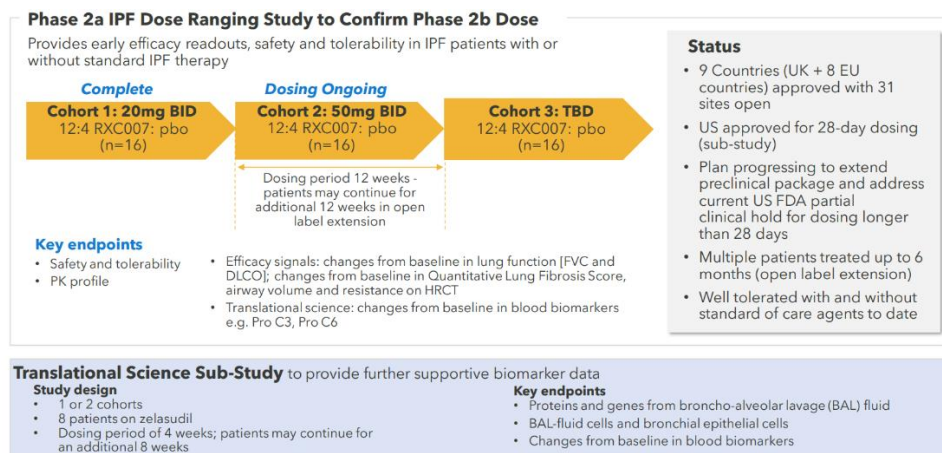 Phase 2a IPF Dose Ranging Study to Confirm Phase 2b Dose
Provides early efficacy readouts, safety and tolerability in IPF patients with or
without standard IPF therapy
Complete
Cohort 1: 20mg BID
12:4 RXC007: pbo
(n=16)
Dosing Ongoing
Cohort 2: 50mg BID
12:4 RXC007: pbo
(n=16)
Cohort 3: TBD
12:4 RXC007: pbo
(n=16)
Dosing period 12 weeks -
patients may continue for
additional 12 weeks in open
label extension
Key endpoints
• Safety and tolerability
• PK profile
• Efficacy signals: changes from baseline in lung function [FVC and
DLCO]; changes from baseline in Quantitative Lung Fibrosis Score,
airway volume and resistance on HRCT
• Translational science: changes from baseline in blood biomarkers
e.g. Pro C3, Pro C6
Status
• 9 Countries (UK + 8 EU
countries) approved with 31
sites open
• US approved for 28-day dosing
(sub-study)
• Plan progressing to extend
preclinical package and address
current US FDA partial
clinical hold for dosing longer
than 28 days
• Multiple patients treated up to 6
months (open label extension)
• Well tolerated with and without
standard of care agents to date
Translational Science Sub-Study to provide further supportive biomarker data
Study design
• 1 or 2 cohorts
• 8 patients on zelasudil
• Dosing period of 4 weeks; patients may continue for
an additional 8 weeks
Key endpoints
• Proteins and genes from broncho-alveolar lavage (BAL) fluid
• BAL-fluid cells and bronchial epithelial cells
• Changes from baseline in blood biomarkers